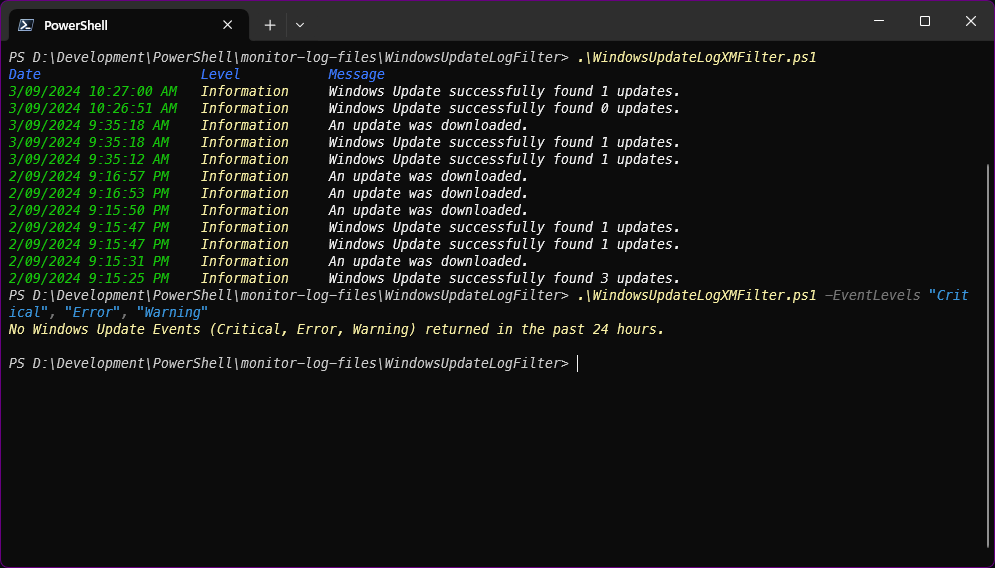 PowerShell
PS D:\Development\PowerShell\monitor-log-files\WindowsUpdateLogFilter> .\WindowsUpdateLogXMFilter.ps1
Date Level Message
3/09/2024 10:27:00 AM Information Windows Update successfully found 1 updates.
3/09/2024 10:26:51 AM Information Windows Update successfully found 0 updates.
3/09/2024 9:35:18 AM Information An update was downloaded.
3/09/2024 9:35:18 AM Information Windows Update successfully found 1 updates.
3/09/2024 9:35:12 AM Information Windows Update successfully found 1 updates.
2/09/2024 9:16:57 PM Information An update was downloaded.
2/09/2024 9:16:53 PM Information An update was downloaded.
2/09/2024 9:15:50 PM Information An update was downloaded.
2/09/2024 9:15:47 PM Information Windows Update successfully found 1 updates.
2/09/2024 9:15:47 PM Information Windows Update successfully found 1 updates.
2/09/2024 9:15:31 PM Information An update was downloaded.
2/09/2024 9:15:25 PM Information Windows Update successfully found 3 updates.
PS D:\Development\PowerShell\monitor-log-files\WindowsUpdateLogFilter> .\WindowsUpdateLogXMFilter.ps1 -EventLevels "Crit
ical", "Error", "Warning"
No Windows Update Events (Critical, Error, Warning) returned in the past 24 hours.
PS D:\Development\PowerShell\monitor-log-files\WindowsUpdateLogFilter>